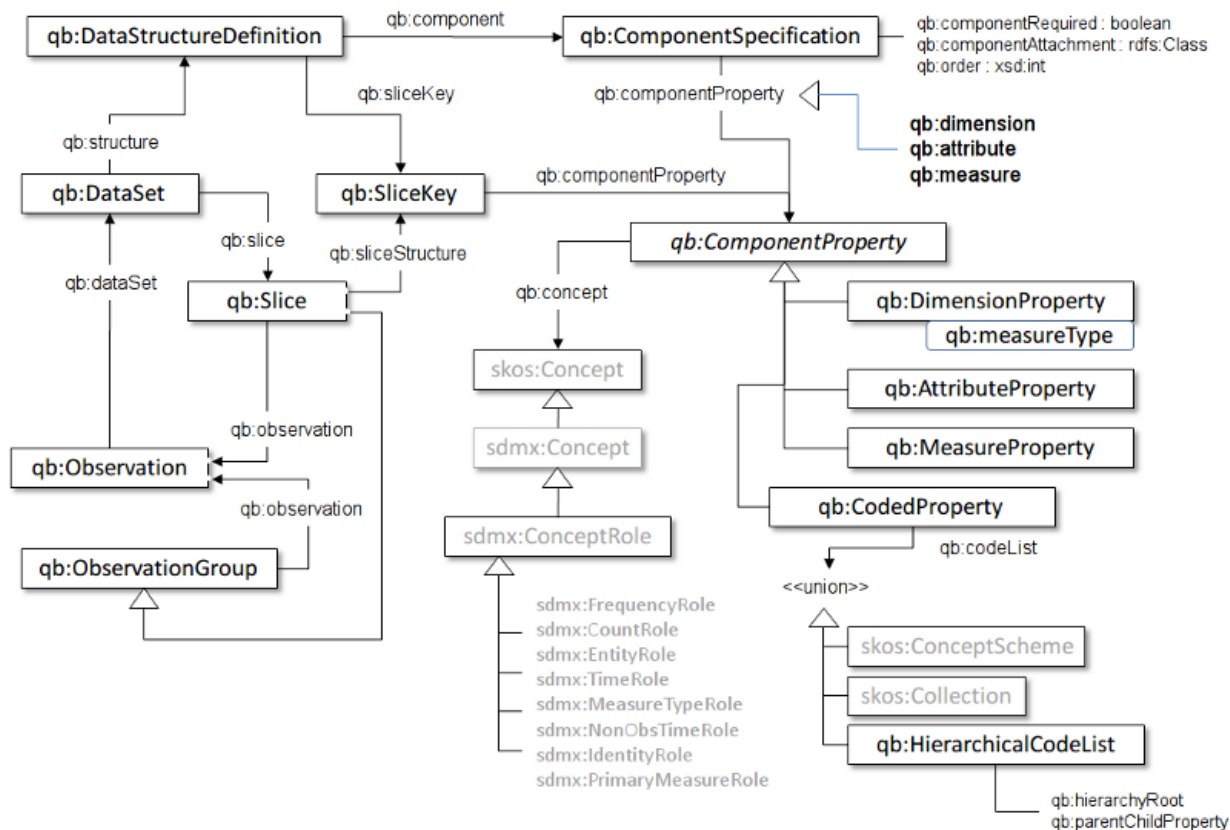 qb:component
qb:DataStructureDefinition
qb:ComponentSpecification
qb:componentRequired : boolean
qb:componentAttachment : rdfs:Class
qb:order : xsd:int
qb:sliceKey
qb:componentProperty
qb:dimension
qb:attribute
qb:measure
qb:structure
qb:DataSet
qb:SliceKey
qb:componentProperty
qb:slice
qb:sliceStructure
qb:ComponentProperty
qb:dataSet
qb:Slice
qb:concept
qb:DimensionProperty
qb:measureType
skos:Concept
qb:AttributeProperty
qb:observation
sdmx:Concept
qb:MeasureProperty
qb:Observation
qb:observation
qb:CodedProperty
sdmx:ConceptRole
qb:codeList
qb:ObservationGroup
<<union>>
sdmx:FrequencyRole
sdmx:CountRole
sdmx:EntityRole
sdmx:TimeRole
sdmx:MeasureTypeRole
sdmx:NonObsTimeRole
sdmx:IdentityRole
sdmx:PrimaryMeasureRole
skos:ConceptScheme
skos:Collection
qb:HierarchicalCodeList
qb:hierarchyRoot
qb:parentChildProperty